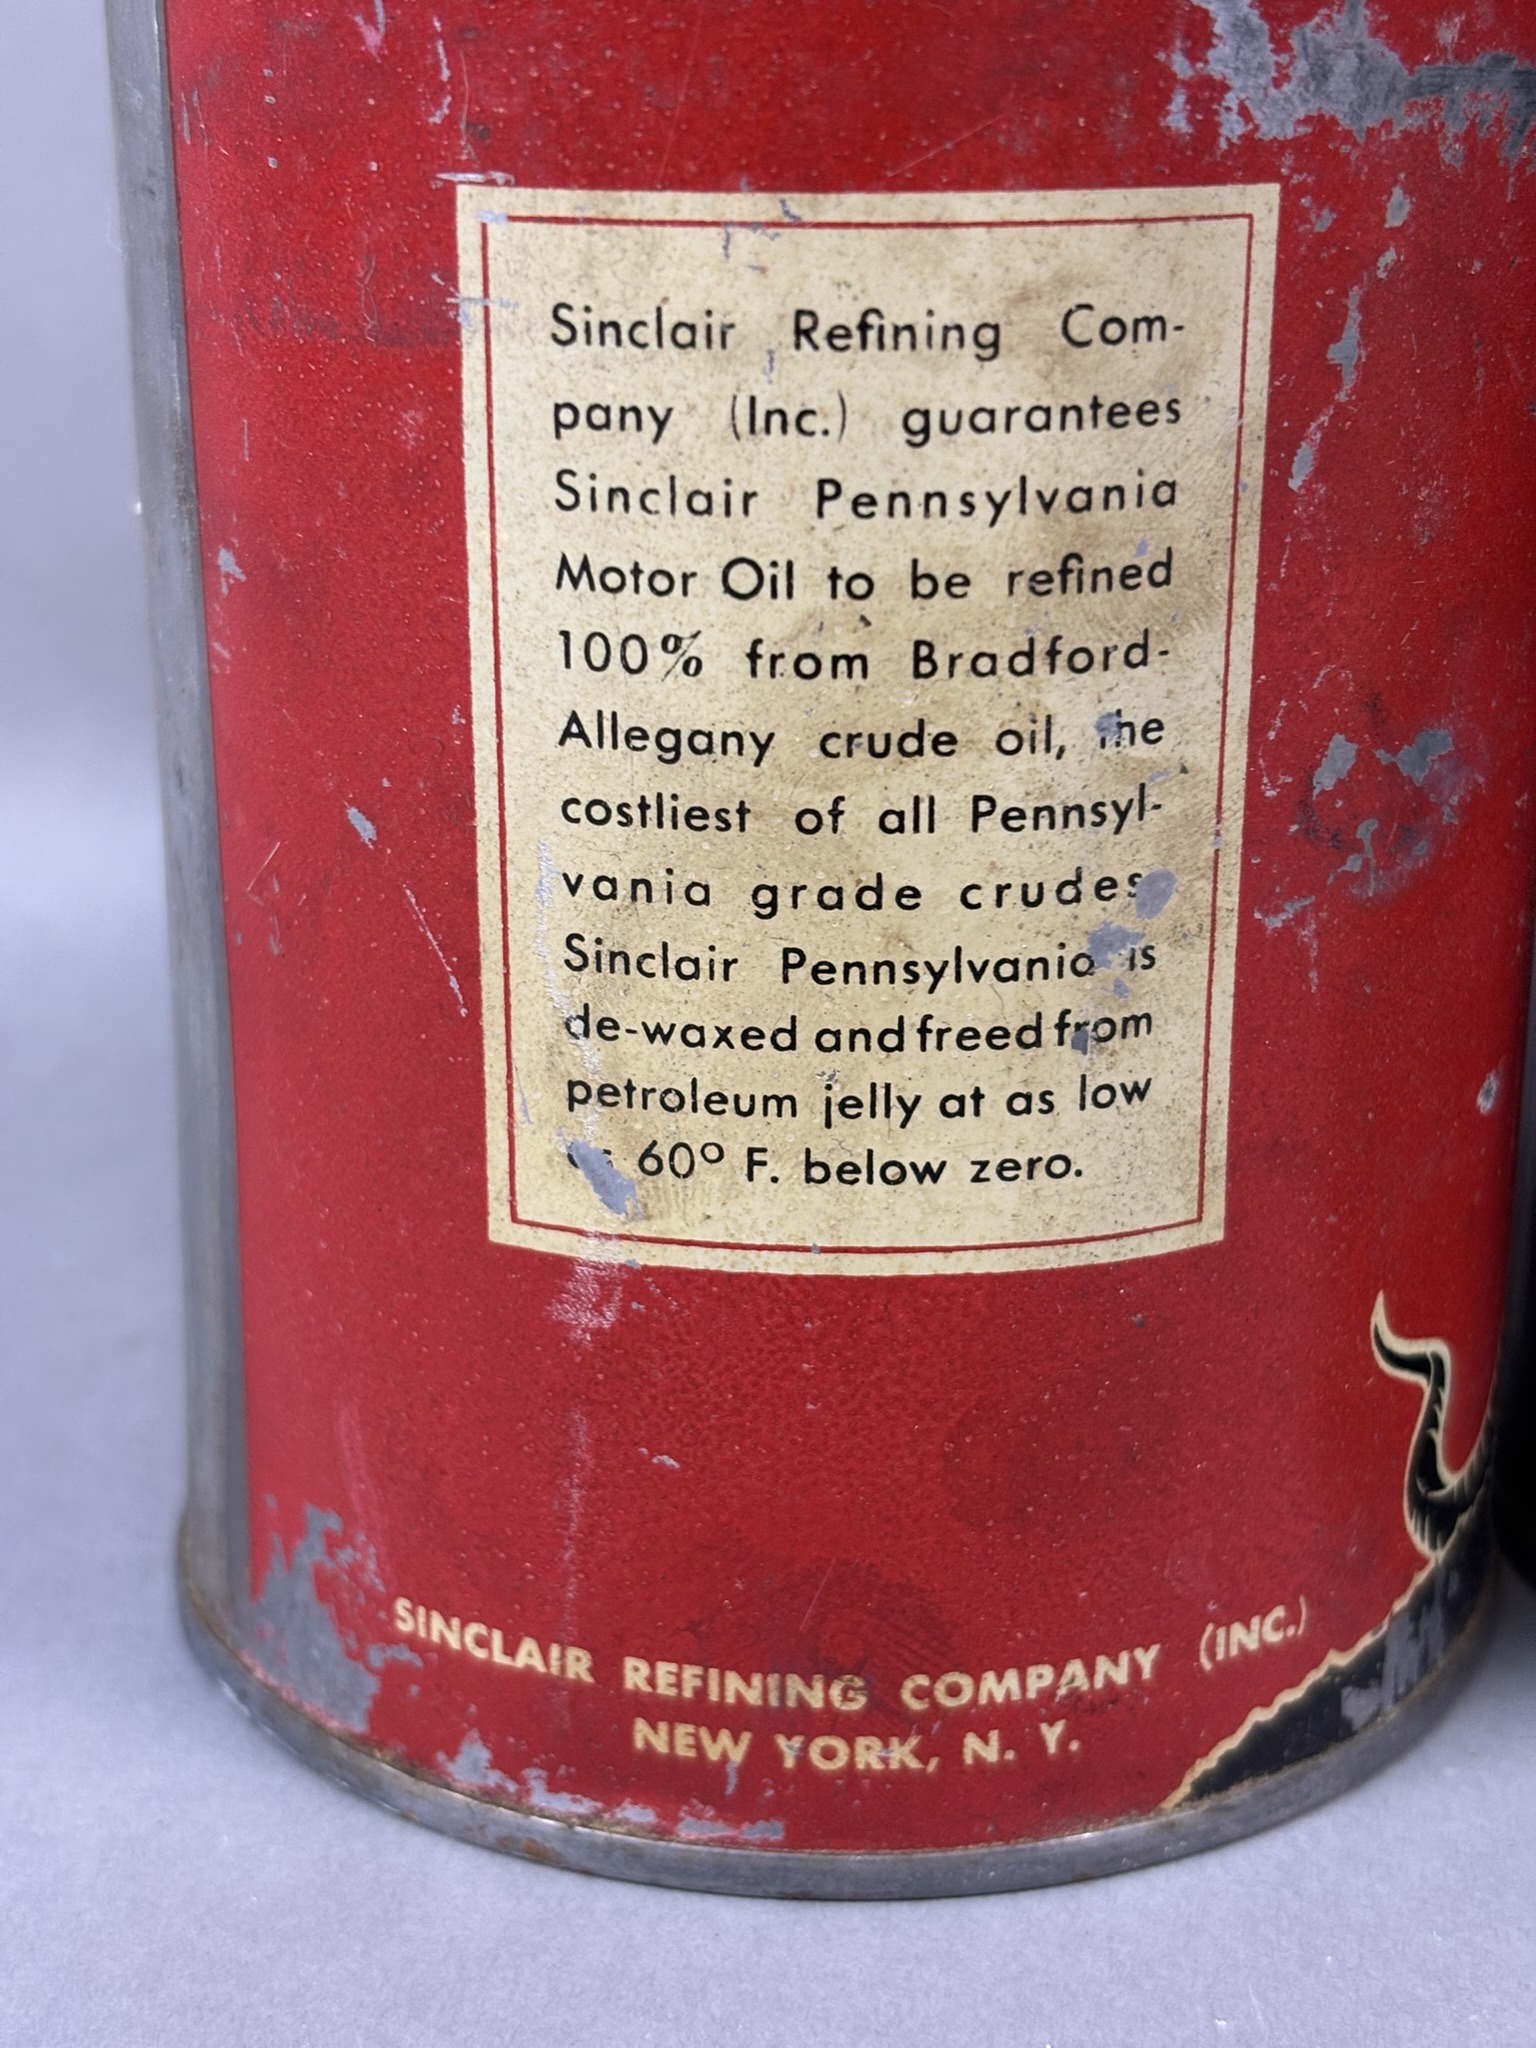 Sinclair Refining Com-
pany (Inc.) guarantees
Sinclair Pennsylvania
Motor Oil to be refined
100% from Bradford-
Allegany crude oil, the
costliest of all Pennsyl-
vania grade crudes
Sinclair Pennsylvania is
de-waxed and freed from
petroleum jelly at as low
as 60° F. below zero.
SINCLAIR REFINING COMPANY (INC.)
NEW YORK, N. Y.